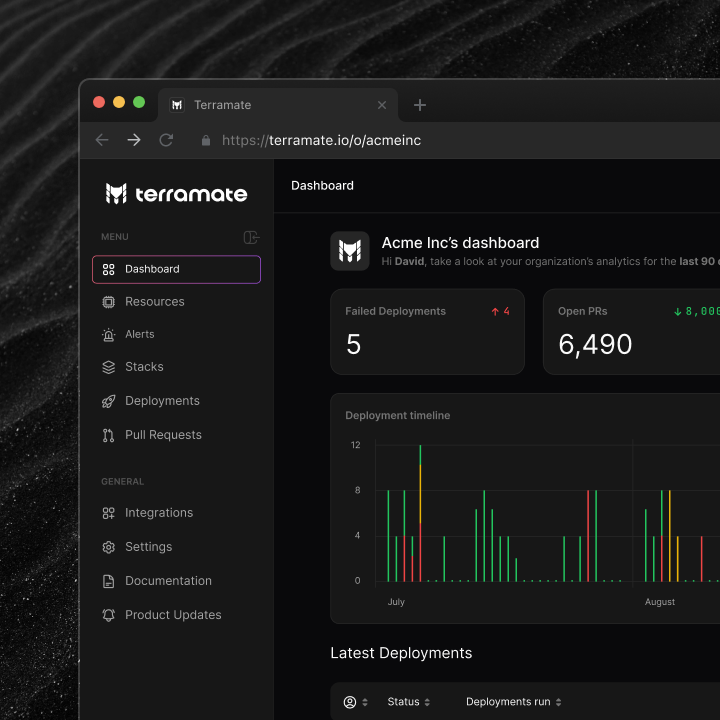 Terramate
https://terramate.io/o/acmeinc
terramate
Dashboard
MENU
Dashboard
Resources
Alerts
Stacks
Deployments
Pull Requests
GENERAL
Integrations
Settings
Documentation
Product Updates
Acme Inc’s dashboard
Hi David, take a look at your organization’s analytics for the last 90
Failed Deployments ↑ 4
5
Open PRs ↓ 8,000
6,490
Deployment timeline
12
8
4
0
July August
Latest Deployments
Status Deployments run